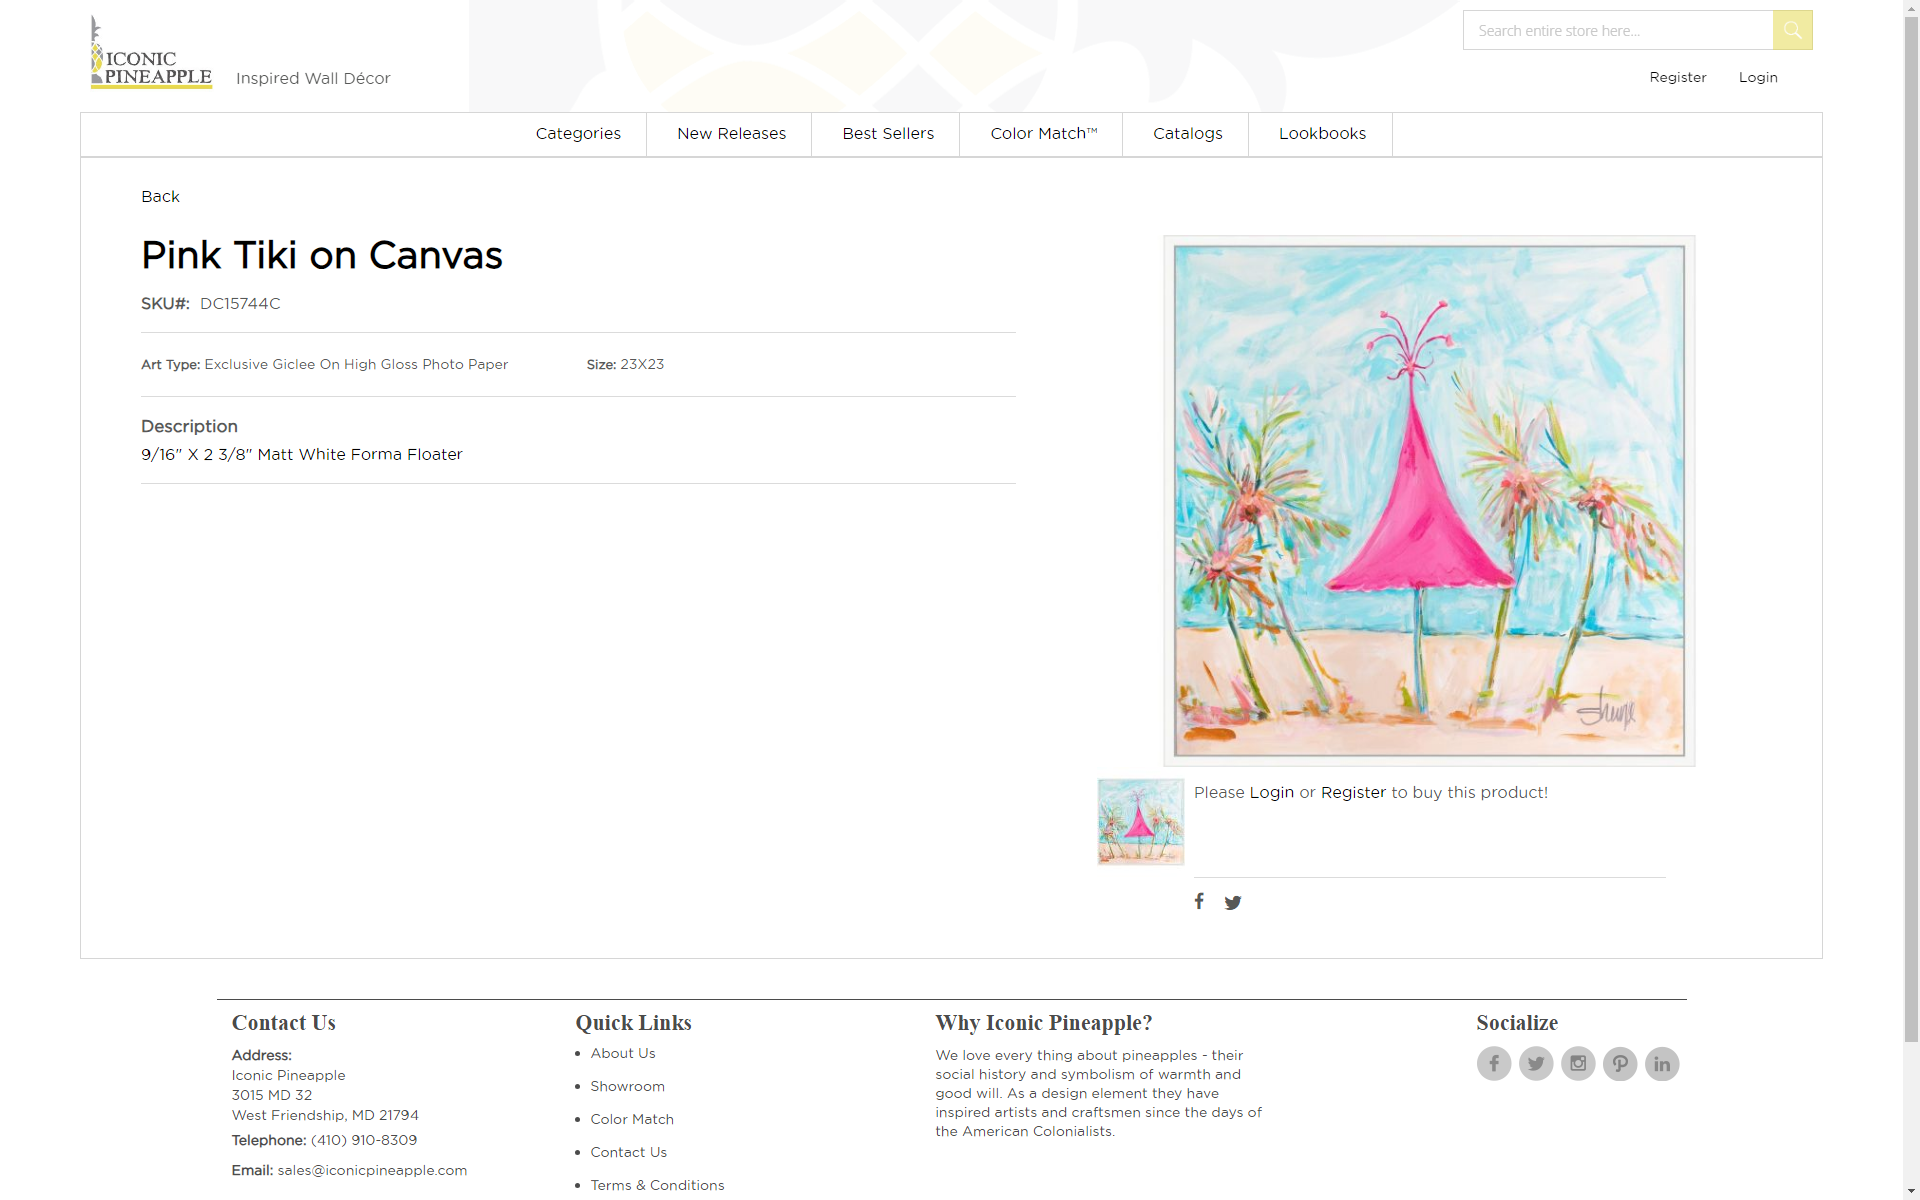 ICONIC
PINEAPPLE
Inspired Wall Décor
Search entire store here...
Register
Login
Categories
New Releases
Best Sellers
Color Match™
Catalogs
Lookbooks
Back
Pink Tiki on Canvas
SKU#: DC15744C
Art Type: Exclusive Giclee On High Gloss Photo Paper
Size: 23X23
Description
9/16" X 2 3/8" Matt White Forma Floater
Please Login or Register to buy this product!
Contact Us
Address:
Iconic Pineapple
3015 MD 32
West Friendship, MD 21794
Telephone: (410) 910-8309
Email: sales@iconicpineapple.com
Quick Links
About Us
Showroom
Color Match
Contact Us
Terms & Conditions
Why Iconic Pineapple?
We love every thing about pineapples - their
social history and symbolism of warmth and
good will. As a design element they have
inspired artists and craftsmen since the days of
the American Colonialists.
Socialize